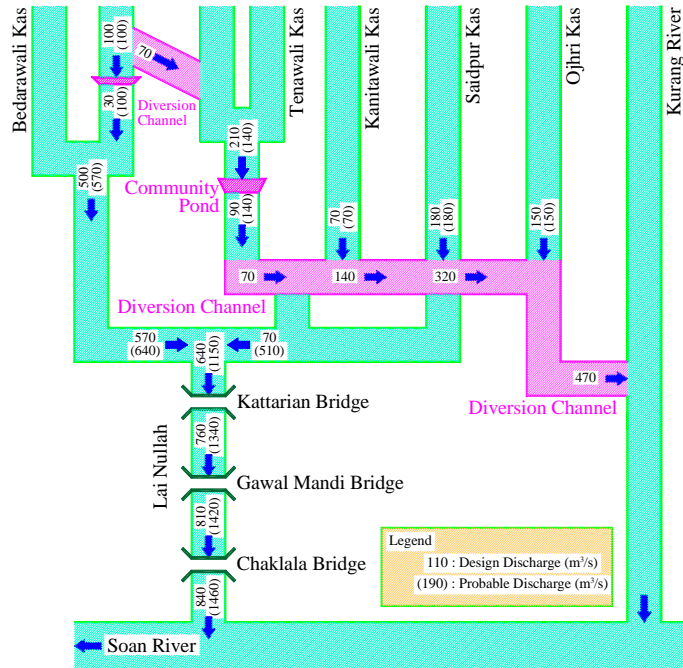 Bedarawali Kas
100
(100)
70
30
(100)
Diversion
Channel
Tenawali Kas
Kanitawali Kas
Saidpur Kas
Ojhri Kas
Kurang River
210
(140)
500
(570)
Community
Pond
90
(140)
70
(70)
180
(180)
150
(150)
70
140
320
Diversion Channel
570
(640)
640
(1150)
70
(510)
470
Diversion Channel
Kattarian Bridge
Lai Nullah
760
(1340)
Gawal Mandi Bridge
810
(1420)
Chaklala Bridge
840
(1460)
Legend
110 : Design Discharge (m³/s)
(190) : Probable Discharge (m³/s)
Soan River